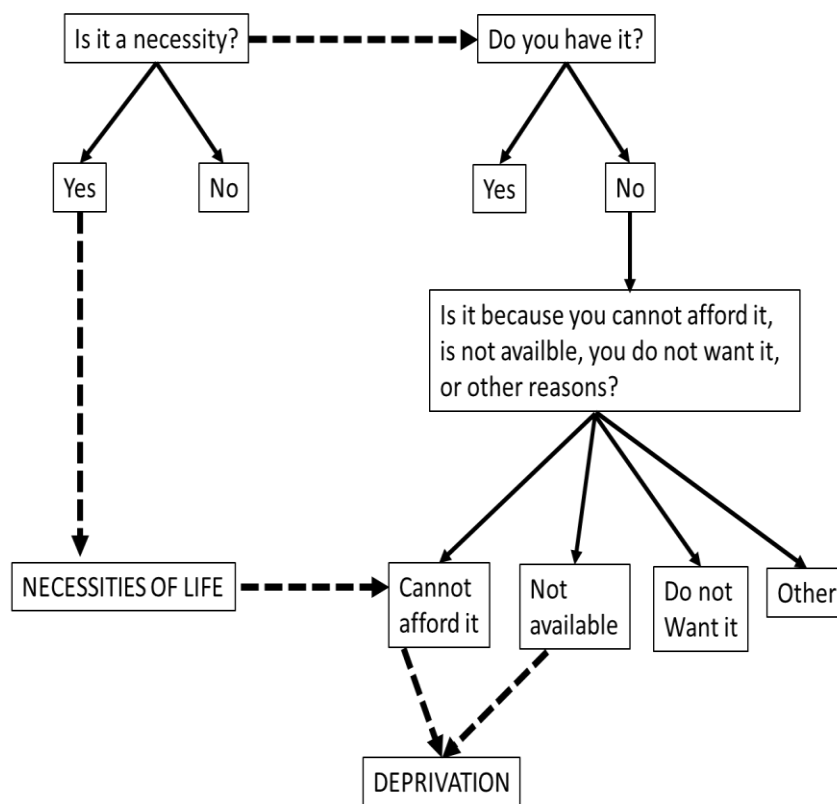 Is it a necessity?
Do you have it?
Yes
No
Yes
No
Is it because you cannot afford it,
is not availble, you do not want it,
or other reasons?
NECESSITIES OF LIFE
Cannot
afford it
Not
available
Do not
Want it
Other
DEPRIVATION